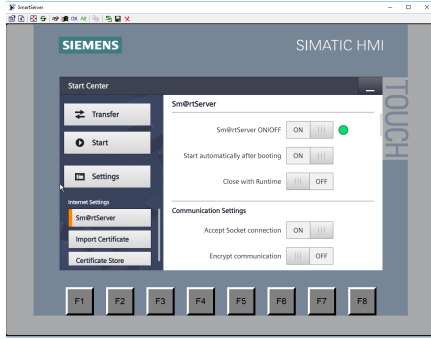 SmartServer
Ctrl Alt
SIEMENS
SIMATIC HMI
TOUCH
Start Center
Transfer
Start
Settings
Internet Settings
Sm@rtServer
Import Certificate
Certificate Store
Sm@rtServer
Sm@rtServer ON/OFF
ON
Start automatically after booting
ON
Close with Runtime
OFF
Communication Settings
Accept Socket connection
ON
Encrypt communication
OFF
F1
F2
F3
F4
F5
F6
F7
F8